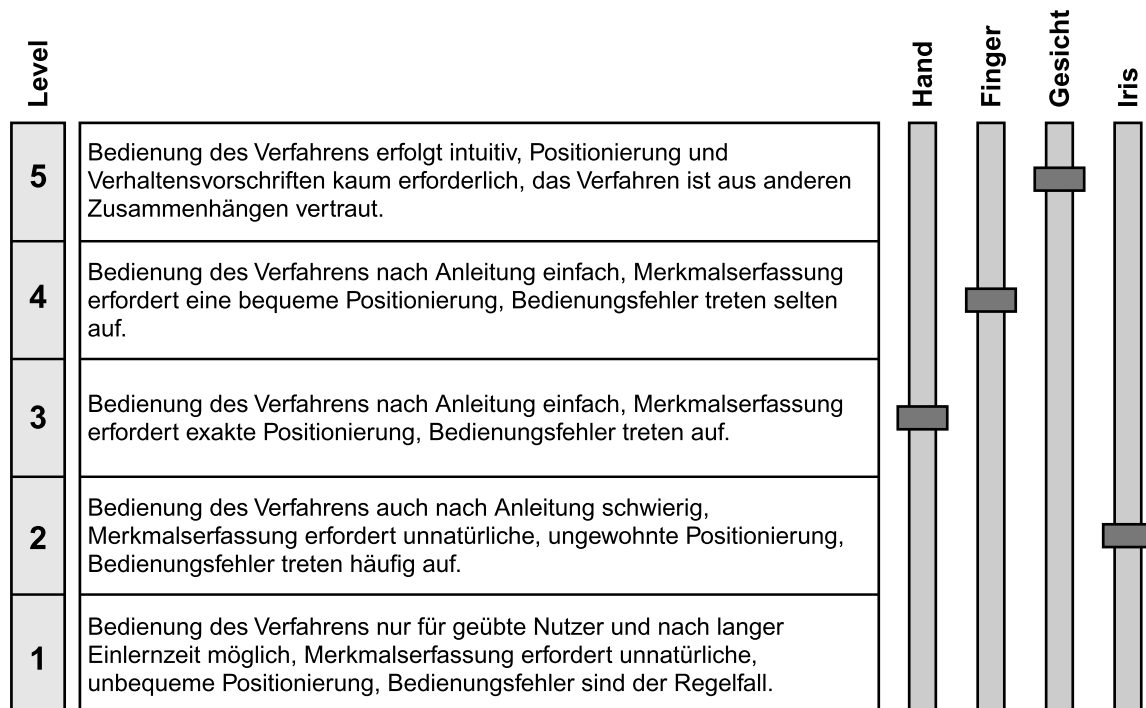 Level
Hand
Finger
Gesicht
Iris
5
Bedienung des Verfahrens erfolgt intuitiv, Positionierung und
Verhaltensvorschriften kaum erforderlich, das Verfahren ist aus anderen
Zusammenhängen vertraut.
4
Bedienung des Verfahrens nach Anleitung einfach, Merkmalserfassung
erfordert eine bequeme Positionierung, Bedienungsfehler treten selten
auf.
3
Bedienung des Verfahrens nach Anleitung einfach, Merkmalserfassung
erfordert exakte Positionierung, Bedienungsfehler treten auf.
2
Bedienung des Verfahrens auch nach Anleitung schwierig,
Merkmalserfassung erfordert unnatürliche, ungewohnte Positionierung,
Bedienungsfehler treten häufig auf.
1
Bedienung des Verfahrens nur für geübte Nutzer und nach langer
Einlernzeit möglich, Merkmalserfassung erfordert unnatürliche,
unbequeme Positionierung, Bedienungsfehler sind der Regelfall.